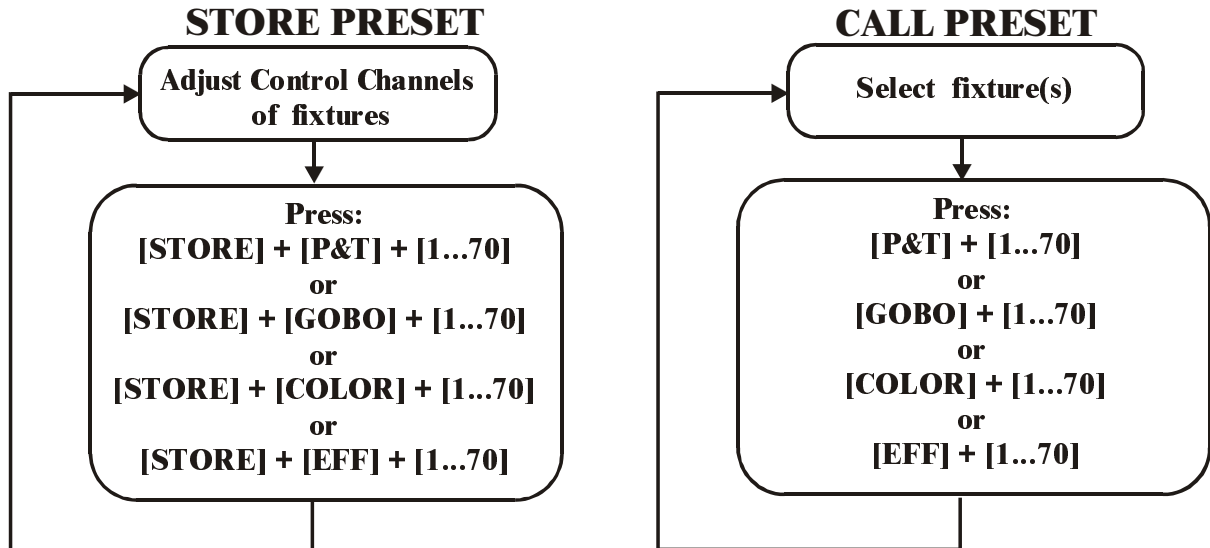 STORE PRESET
Adjust Control Channels
of fixtures
Press:
[STORE] + [P&T] + [1...70]
or
[STORE] + [GOBO] + [1...70]
or
[STORE] + [COLOR] + [1...70]
or
[STORE] + [EFF] + [1...70]
CALL PRESET
Select fixture(s)
Press:
[P&T] + [1...70]
or
[GOBO] + [1...70]
or
[COLOR] + [1...70]
or
[EFF] + [1...70]